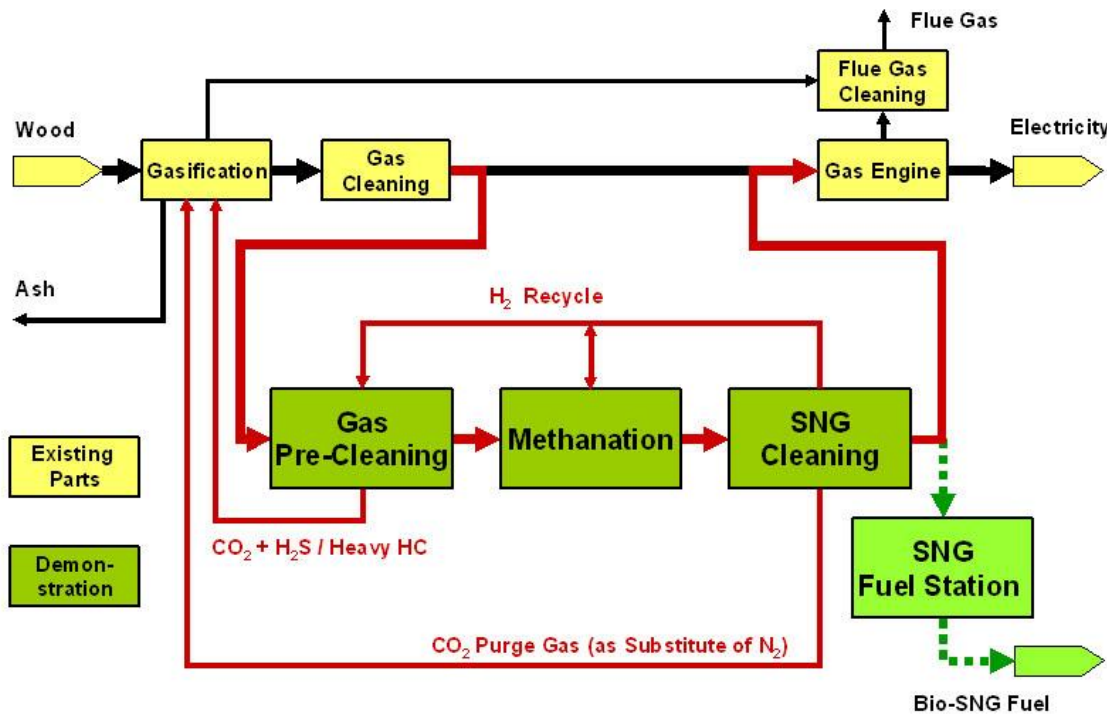 Flue Gas
Flue Gas
Cleaning
Wood
Electricity
Gasification
Gas
Cleaning
Gas Engine
Ash
H₂ Recycle
Gas
Pre-Cleaning
Methanation
SNG
Cleaning
Existing
Parts
CO₂ + H₂S / Heavy HC
SNG
Fuel Station
Demon-
stration
CO₂ Purge Gas (as Substitute of N₂)
Bio-SNG Fuel